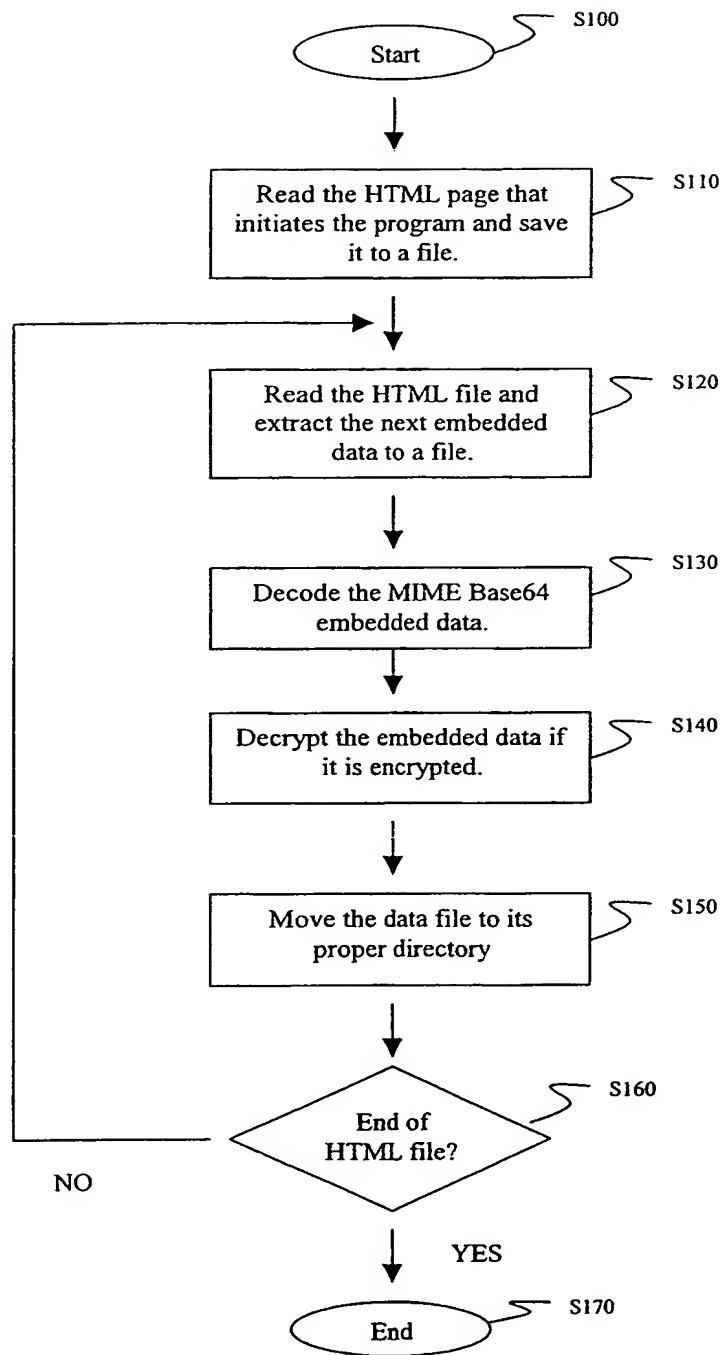 S100
Start
S110
Read the HTML page that
initiates the program and save
it to a file.
S120
Read the HTML file and
extract the next embedded
data to a file.
S130
Decode the MIME Base64
embedded data.
S140
Decrypt the embedded data if
it is encrypted.
S150
Move the data file to its
proper directory
S160
End of
HTML file?
NO
YES
S170
End